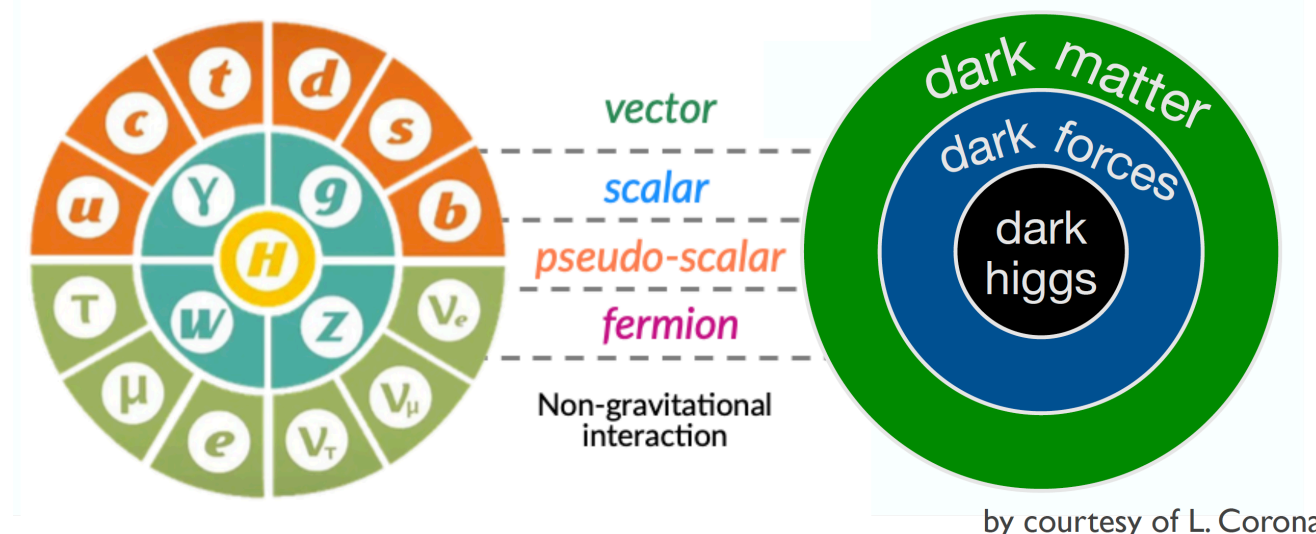 t
d
c
s
u
b
γ
g
H
W
Z
τ
νe
μ
νμ
e
ντ
vector
scalar
pseudo-scalar
fermion
Non-gravitational
interaction
dark matter
dark forces
dark
higgs
by courtesy of L. Corona